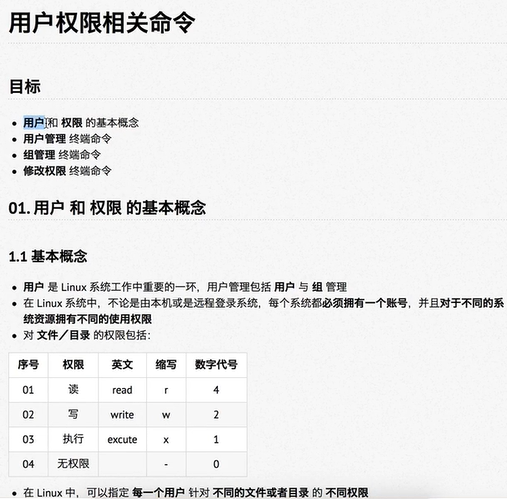 用户权限相关命令
目标
• 用户 和 权限 的基本概念
• 用户管理 终端命令
• 组管理 终端命令
• 修改权限 终端命令
01. 用户 和 权限 的基本概念
1.1 基本概念
• 用户 是 Linux 系统工作中重要的一环，用户管理包括 用户 与 组 管理
• 在 Linux 系统中，不论是由本机或是远程登录系统，每个系统都必须拥有一个账号，并且对于不同的系
统资源拥有不同的使用权限
• 对 文件／目录 的权限包括：
序号 权限 英文 缩写 数字代号
01 读 read r 4
02 写 write w 2
03 执行 excute x 1
04 无权限 - 0
• 在 Linux 中，可以指定 每一个用户 针对 不同的文件或者目录 的 不同权限